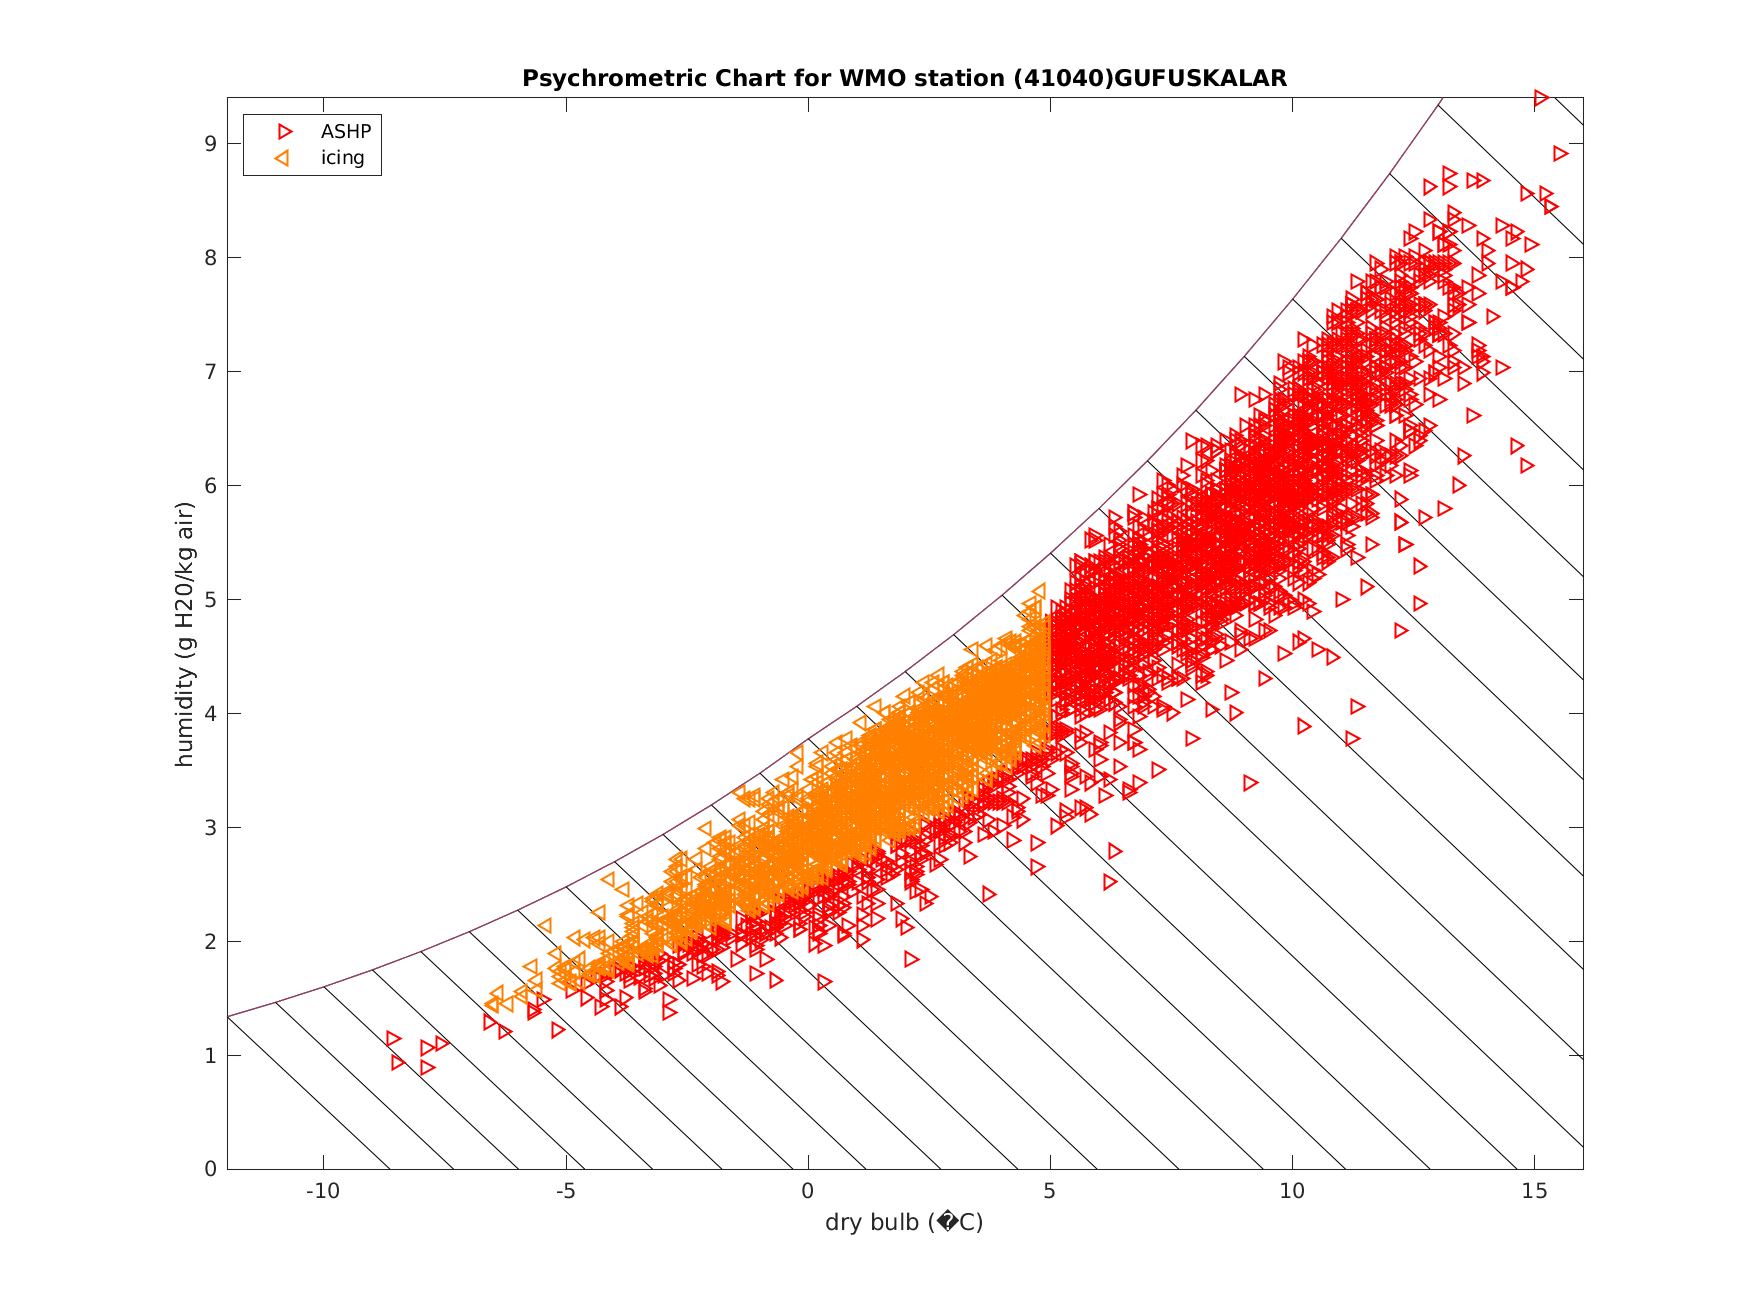 Psychrometric Chart for WMO station (41040)GUFUSKALAR
ASHP
icing
9
8
7
6
5
4
3
2
1
0
humidity (g H20/kg air)
-10 -5 0 5 10 15
dry bulb (�C)